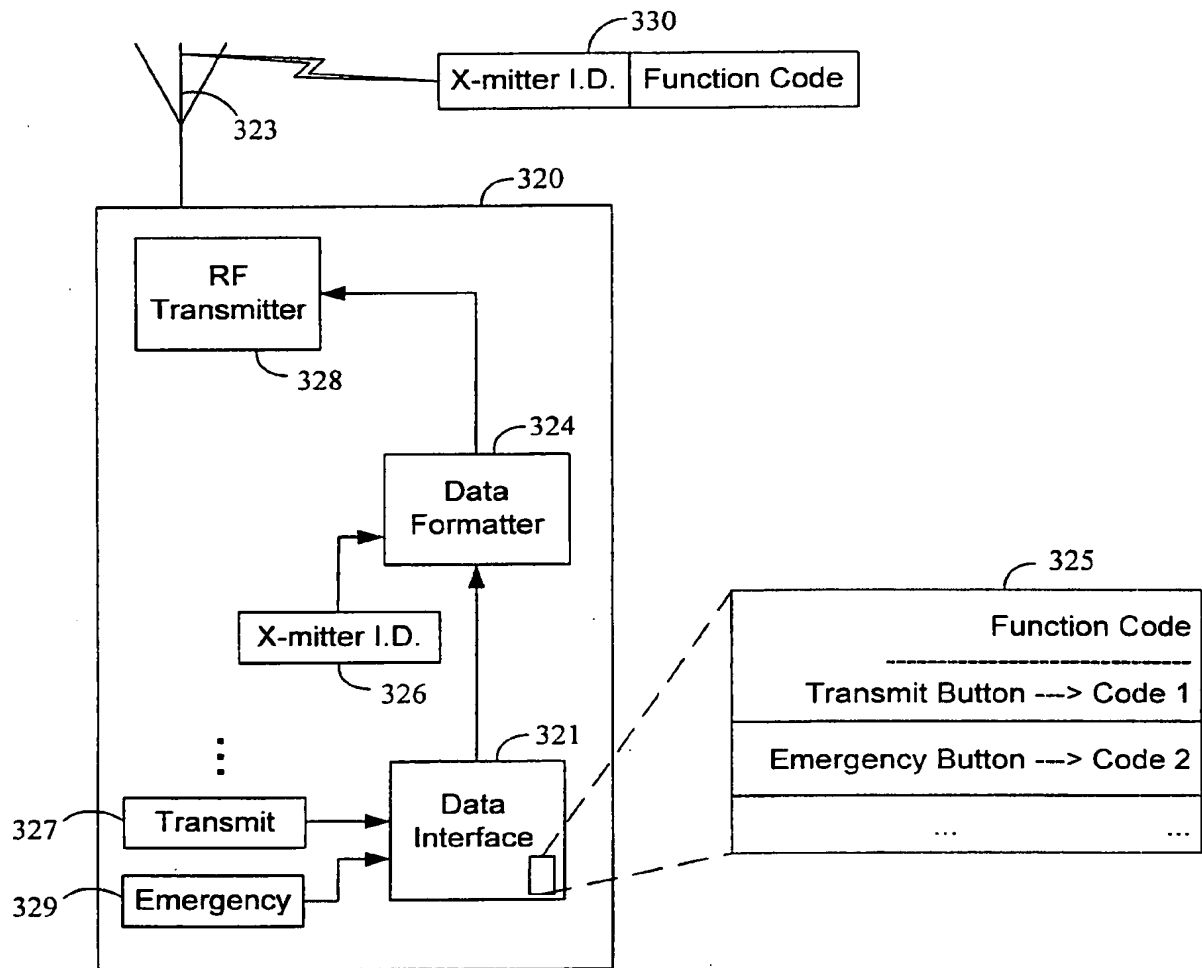 330
X-mitter I.D. Function Code
323
320
RF
Transmitter
328
324
Data
Formatter
325
X-mitter I.D.
326
Function Code
--------------------
Transmit Button ---> Code 1
Emergency Button ---> Code 2
... ...
321
Data
Interface
327
Transmit
329
Emergency